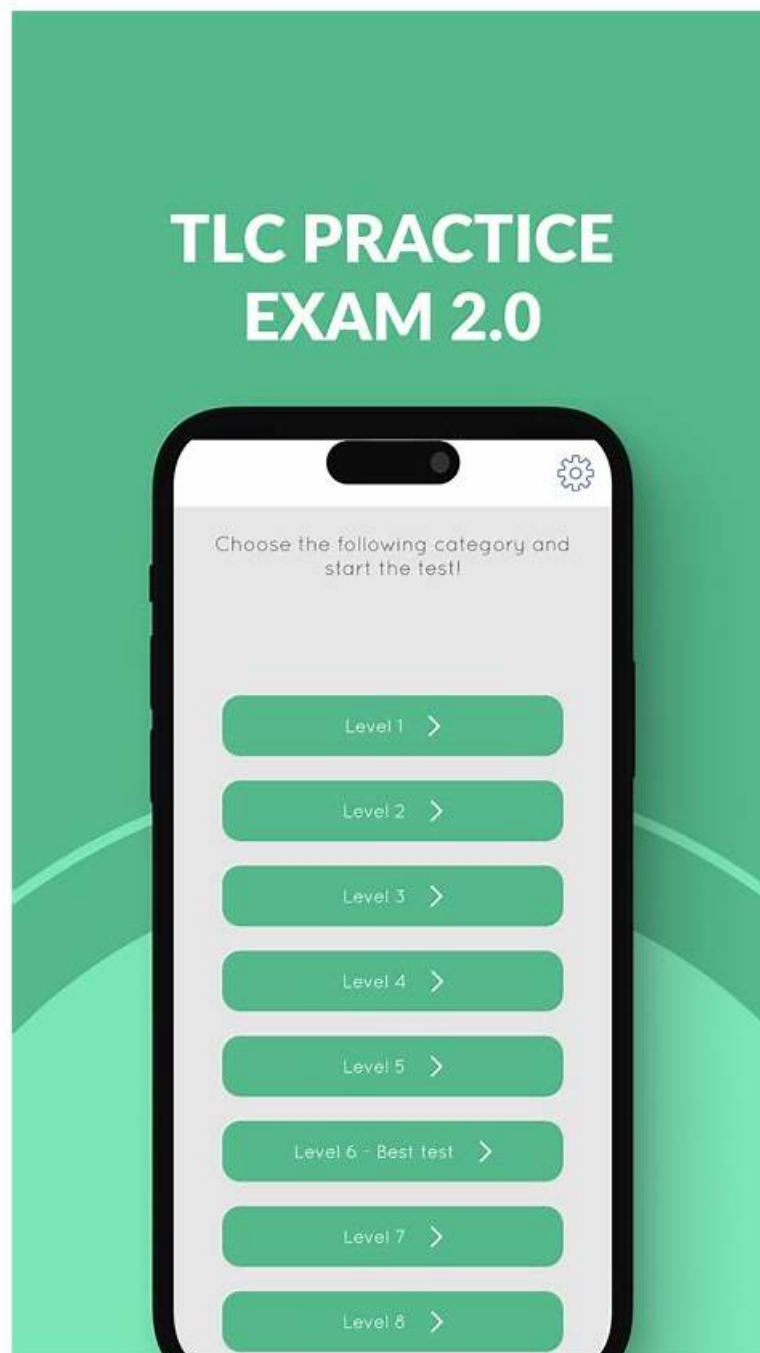 TLC PRACTICE
EXAM 2.0
Choose the following category and
start the test!
Level 1
Level 2
Level 3
Level 4
Level 5
Level 6 - Best test
Level 7
Level 8